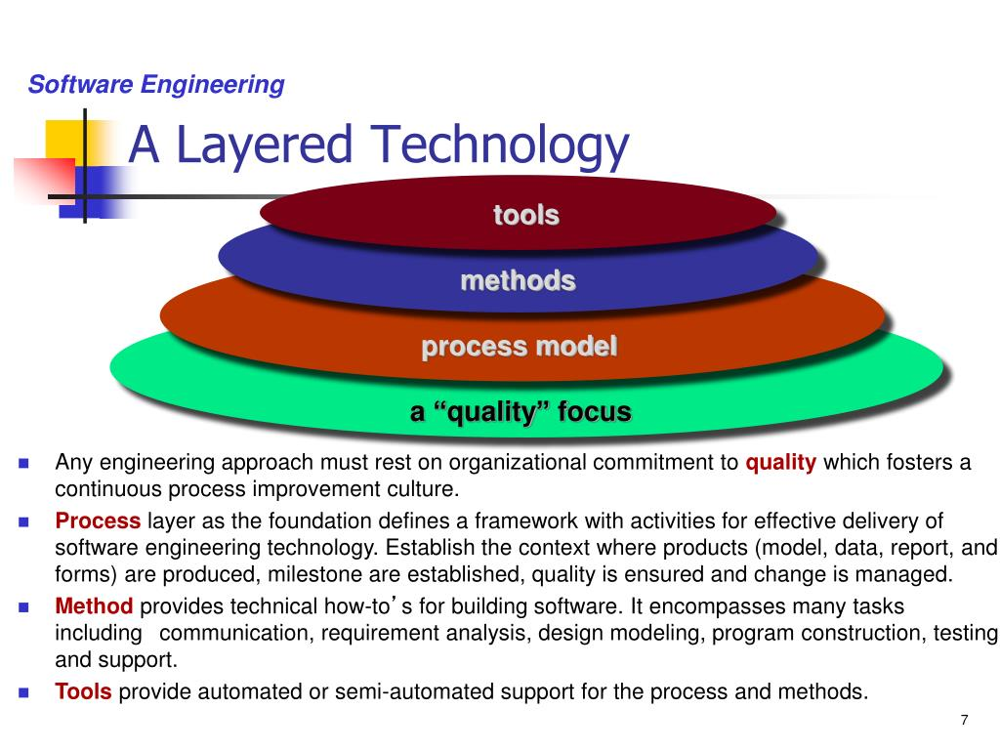 Software Engineering
A Layered Technology
tools
methods
process model
a “quality” focus
Any engineering approach must rest on organizational commitment to quality which fosters a
continuous process improvement culture.
Process layer as the foundation defines a framework with activities for effective delivery of
software engineering technology. Establish the context where products (model, data, report, and
forms) are produced, milestone are established, quality is ensured and change is managed.
Method provides technical how-to’s for building software. It encompasses many tasks
including communication, requirement analysis, design modeling, program construction, testing
and support.
Tools provide automated or semi-automated support for the process and methods.
7